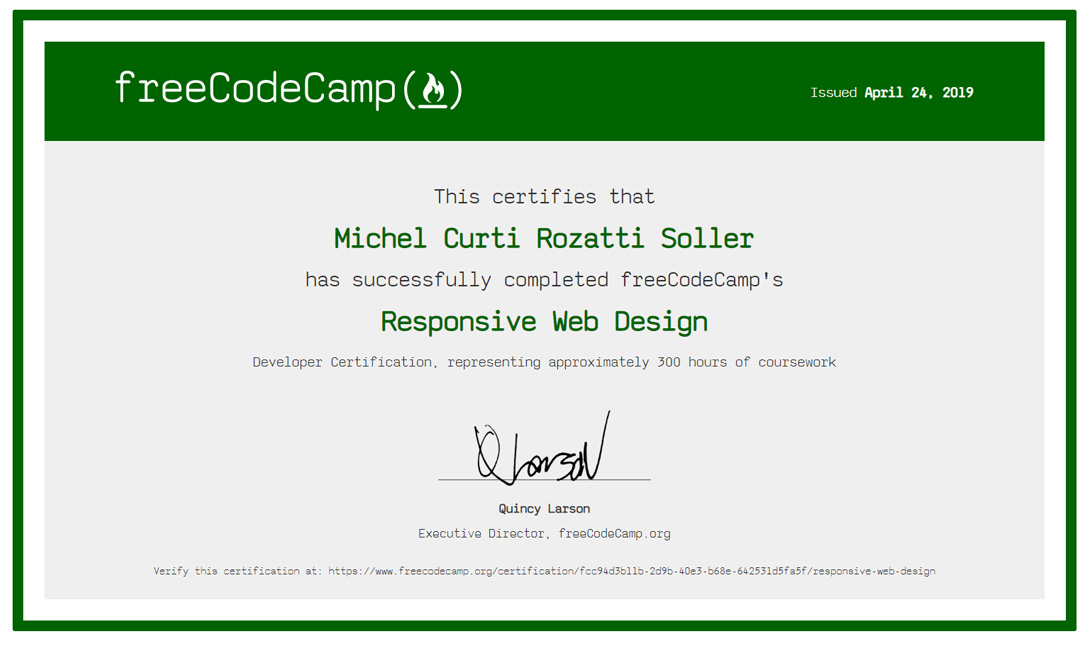 freeCodeCamp(🔥)
Issued April 24, 2019
This certifies that
Michel Curti Rozatti Soller
has successfully completed freeCodeCamp's
Responsive Web Design
Developer Certification, representing approximately 300 hours of coursework
Q Larson
Quincy Larson
Executive Director, freeCodeCamp.org
Verify this certification at: https://www.freecodecamp.org/certification/fcc94d3b11b-2d9b-40e3-b68e-642531d5fa5f/responsive-web-design